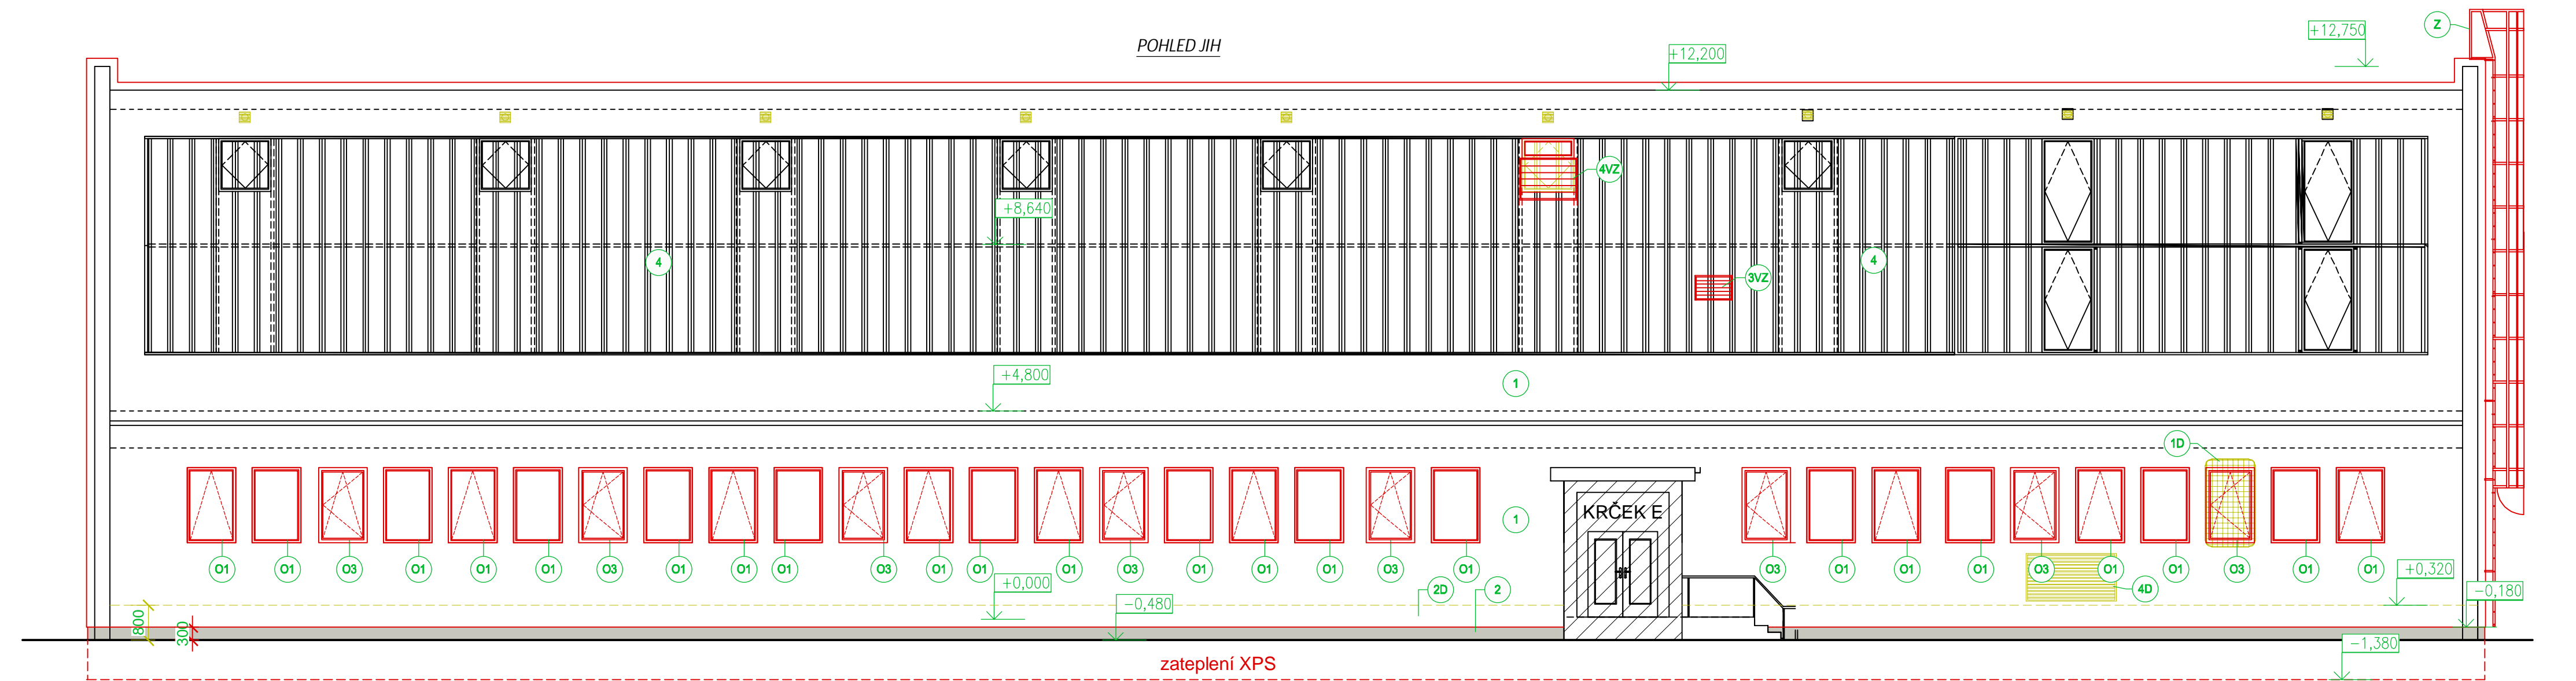 POHLED JIH
Z
+12,750
+12,200
4VZ
+8,640
4
4
3VZ
+4,800
1
1D
KRČEK E
1
O1 O1 O3 O1 O1 O1 O3 O1 O1 O1 O3 O1 O1 O1 O3 O1 O1 O1 O3 O1 O3 O1 O1 O1 O3 O1 O1 O3 O1 O1
+0,000
2D
2
4D
+0,320
-0,180
-0,480
800
300
-1,380
zateplení XPS